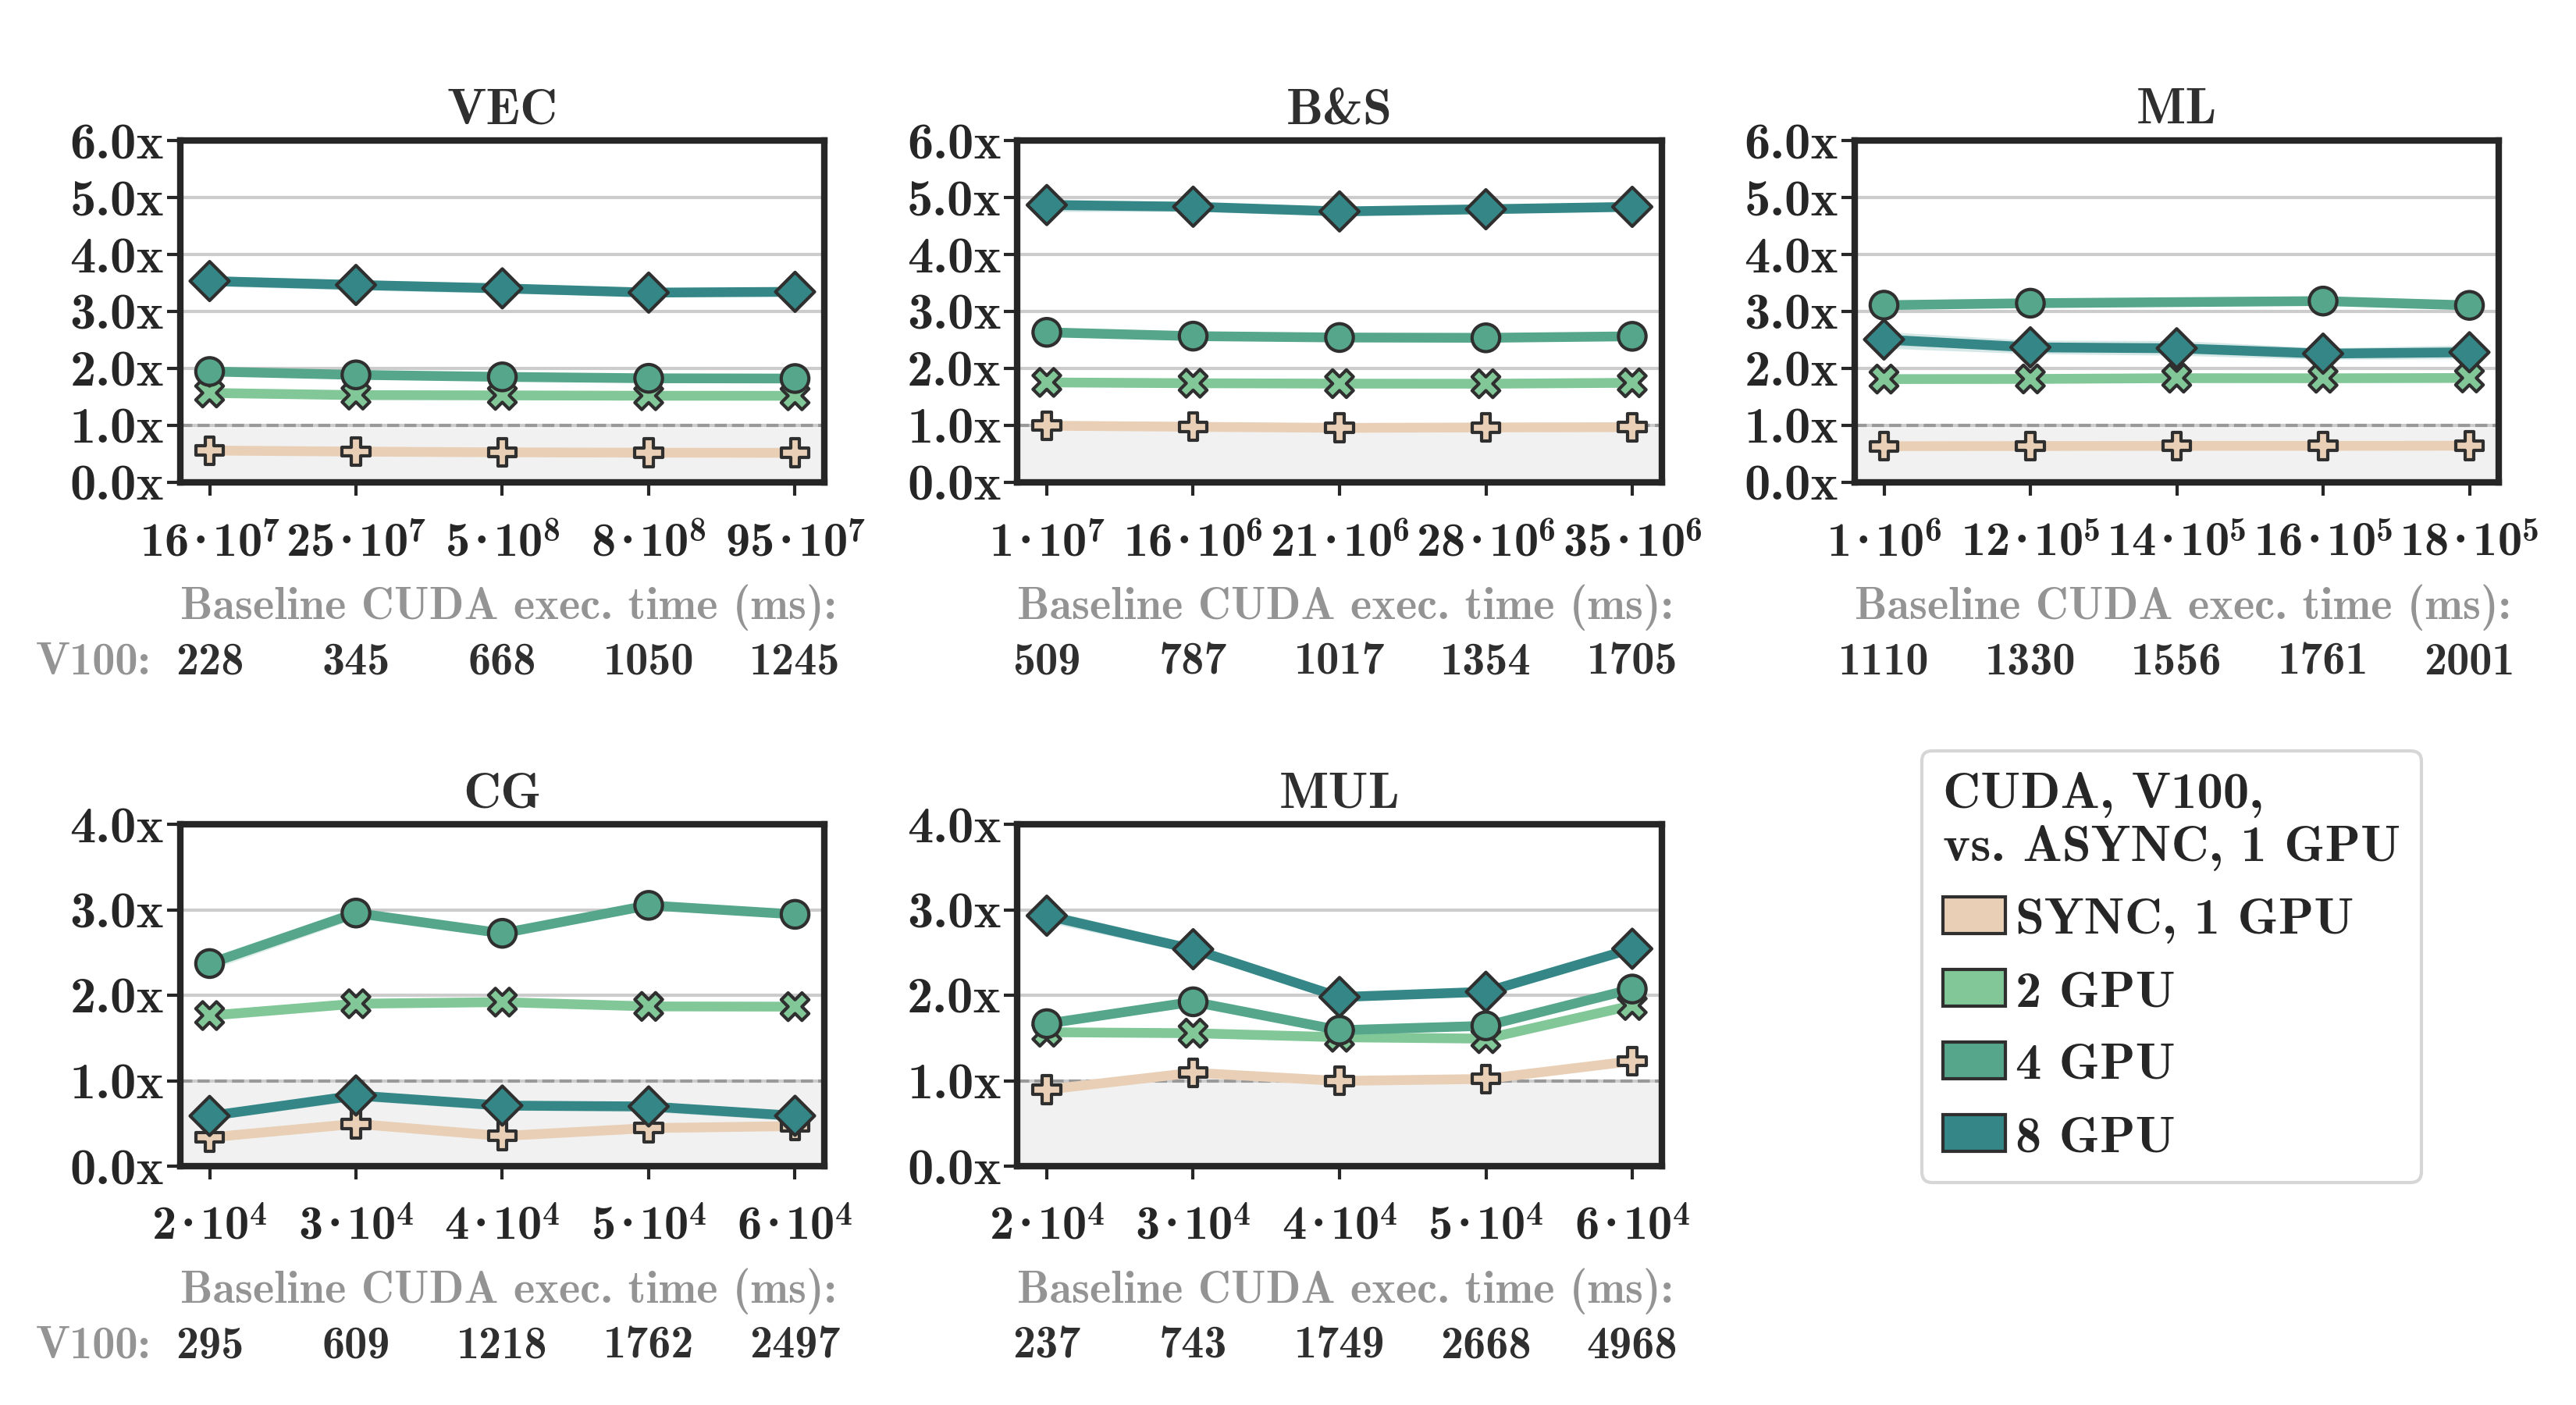 VEC
6.0x
5.0x
4.0x
3.0x
2.0x
1.0x
0.0x
16·10⁷ 25·10⁷ 5·10⁸ 8·10⁸ 95·10⁷
Baseline CUDA exec. time (ms):
V100: 228 345 668 1050 1245
B&S
6.0x
5.0x
4.0x
3.0x
2.0x
1.0x
0.0x
1·10⁷ 16·10⁶ 21·10⁶ 28·10⁶ 35·10⁶
Baseline CUDA exec. time (ms):
509 787 1017 1354 1705
ML
6.0x
5.0x
4.0x
3.0x
2.0x
1.0x
0.0x
1·10⁶ 12·10⁵ 14·10⁵ 16·10⁵ 18·10⁵
Baseline CUDA exec. time (ms):
1110 1330 1556 1761 2001
CG
4.0x
3.0x
2.0x
1.0x
0.0x
2·10⁴ 3·10⁴ 4·10⁴ 5·10⁴ 6·10⁴
Baseline CUDA exec. time (ms):
V100: 295 609 1218 1762 2497
MUL
4.0x
3.0x
2.0x
1.0x
0.0x
2·10⁴ 3·10⁴ 4·10⁴ 5·10⁴ 6·10⁴
Baseline CUDA exec. time (ms):
237 743 1749 2668 4968
CUDA, V100,
vs. ASYNC, 1 GPU
SYNC, 1 GPU
2 GPU
4 GPU
8 GPU